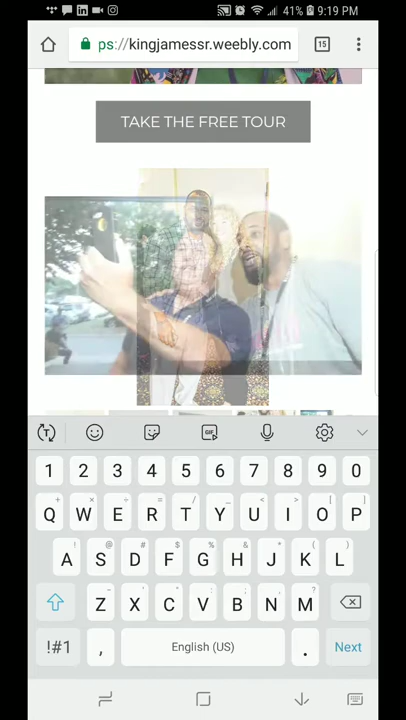 41% 9:19 PM
ps://kingjamessr.weebly.com 15
TAKE THE FREE TOUR
T GIF
1 2 3 4 5 6 7 8 9 0
+ × ÷ = / _ < > [ ]
Q W E R T Y U I O P
! @ # $ % ^ & * ( )
A S D F G H J K L
- ' " : ; , ?
Z X C V B N M
!#1 , English (US) . Next